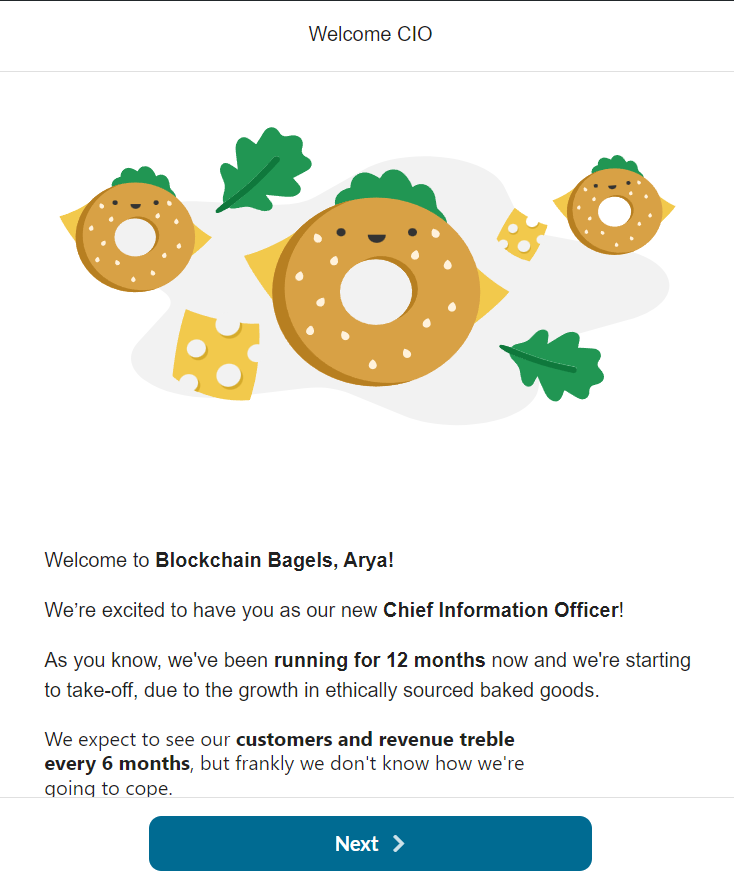 Welcome CIO
Welcome to Blockchain Bagels, Arya!
We’re excited to have you as our new Chief Information Officer!
As you know, we've been running for 12 months now and we're starting
to take-off, due to the growth in ethically sourced baked goods.
We expect to see our customers and revenue treble
every 6 months, but frankly we don't know how we're
going to cope.
Next